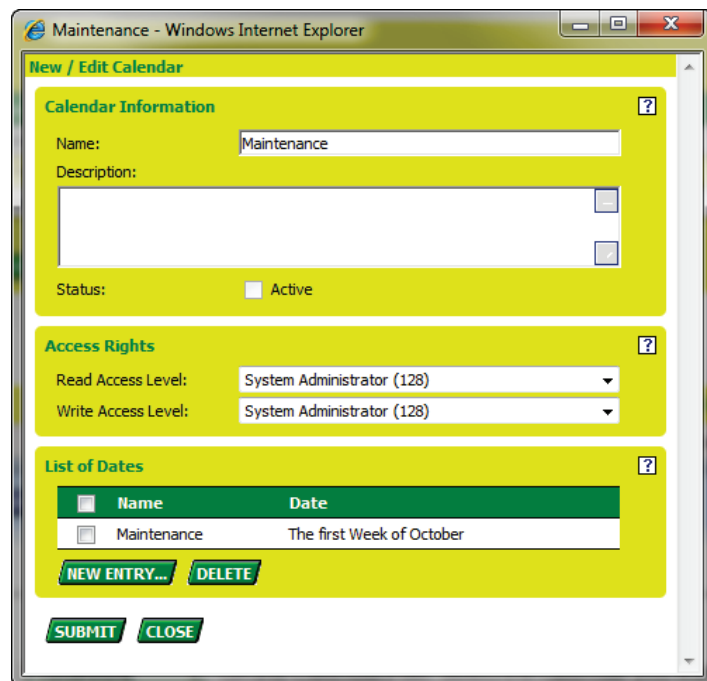 Maintenance - Windows Internet Explorer
New / Edit Calendar
Calendar Information ?
Name: Maintenance
Description:
Status: Active
Access Rights ?
Read Access Level: System Administrator (128)
Write Access Level: System Administrator (128)
List of Dates ?
Name Date
Maintenance The first Week of October
NEW ENTRY... DELETE
SUBMIT CLOSE